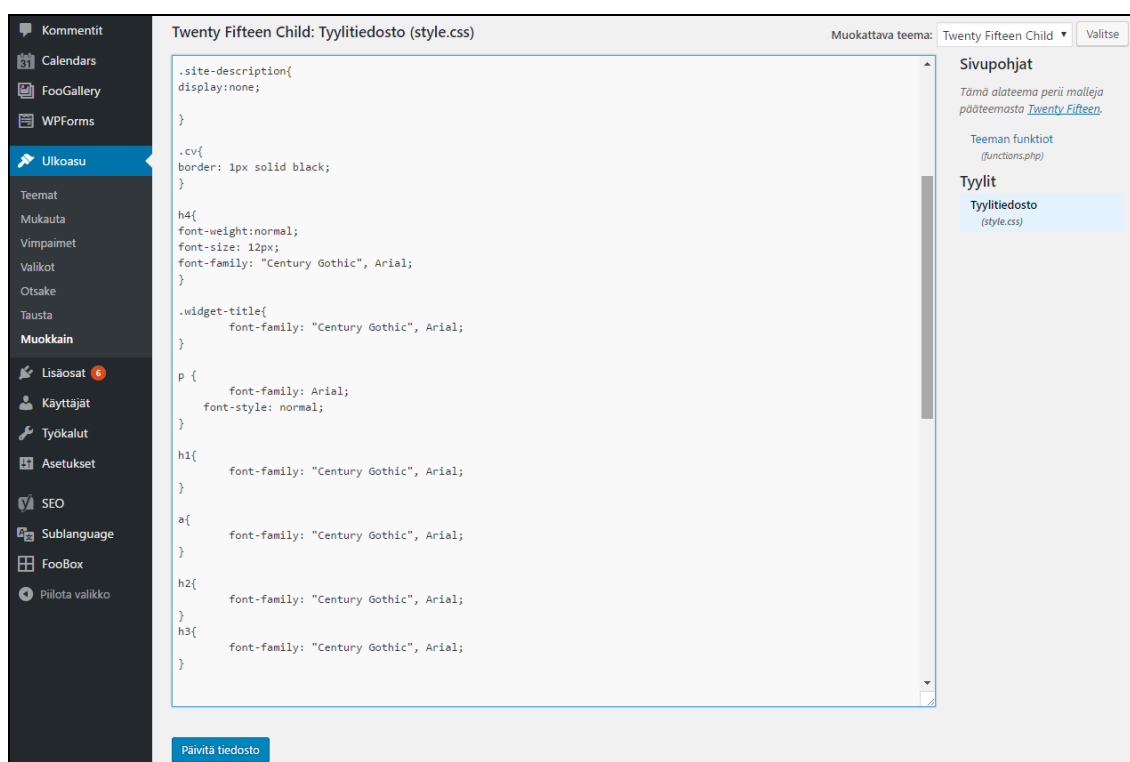 Kommentit
Calendars
FooGallery
WPForms
Ulkoasu
Teemat
Mukauta
Vimpaimet
Valikot
Otsake
Tausta
Muokkain
Lisäosat 6
Käyttäjät
Työkalut
Asetukset
SEO
Sublanguage
FooBox
Piilota valikko
Twenty Fifteen Child: Tyylitiedosto (style.css)
Muokattava teema: Twenty Fifteen Child Valitse
.site-description{
display:none;
}
.cv{
border: 1px solid black;
}
h4{
font-weight:normal;
font-size: 12px;
font-family: "Century Gothic", Arial;
}
.widget-title{
font-family: "Century Gothic", Arial;
}
p {
font-family: Arial;
font-style: normal;
}
h1{
font-family: "Century Gothic", Arial;
}
a{
font-family: "Century Gothic", Arial;
}
h2{
font-family: "Century Gothic", Arial;
}
h3{
font-family: "Century Gothic", Arial;
}
Päivitä tiedosto
Sivupohjat
Tämä alateema perii malleja
pääteemasta Twenty Fifteen.
Teeman funktiot
(functions.php)
Tyylit
Tyylitiedosto
(style.css)